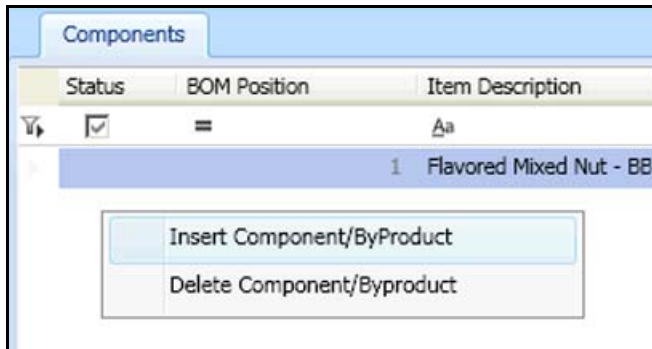 Components
Status BOM Position Item Description
= Aa
1 Flavored Mixed Nut - BB
Insert Component/ByProduct
Delete Component/Byproduct